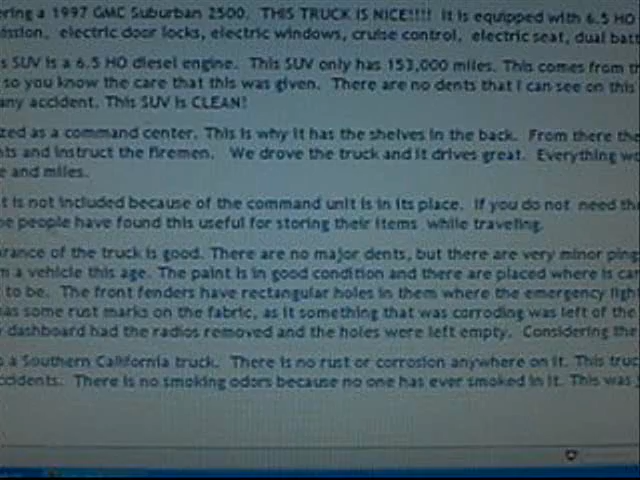 ering a 1997 GMC Suburban 2500. THIS TRUCK IS NICE!!!! It is equipped with 6.5 HO
ission, electric door locks, electric windows, cruise control, electric seat, dual batt
s SUV is a 6.5 HO diesel engine. This SUV only has 153,000 miles. This comes from t
so you know the care that this was given. There are no dents that I can see on this
any accident. This SUV is CLEAN!
zed as a command center. This is why it has the shelves in the back. From there the
nts and instruct the firemen. We drove the truck and it drives great. Everything wo
e and miles.
t is not included because of the command unit is in its place. If you do not need the
me people have found this useful for storing their items while traveling.
arance of the truck is good. There are no major dents, but there are very minor ping
m a vehicle this age. The paint is in good condition and there are placed where is ca
to be. The front fenders have rectangular holes in them where the emergency ligh
has some rust marks on the fabric, as it something that was corroding was left of the
dashboard had the radios removed and the holes were left empty. Considering the
o a Southern California truck. There is no rust or corrosion anywhere on it. This truc
ccidents. There is no smoking odors because no one has ever smoked in it. This was